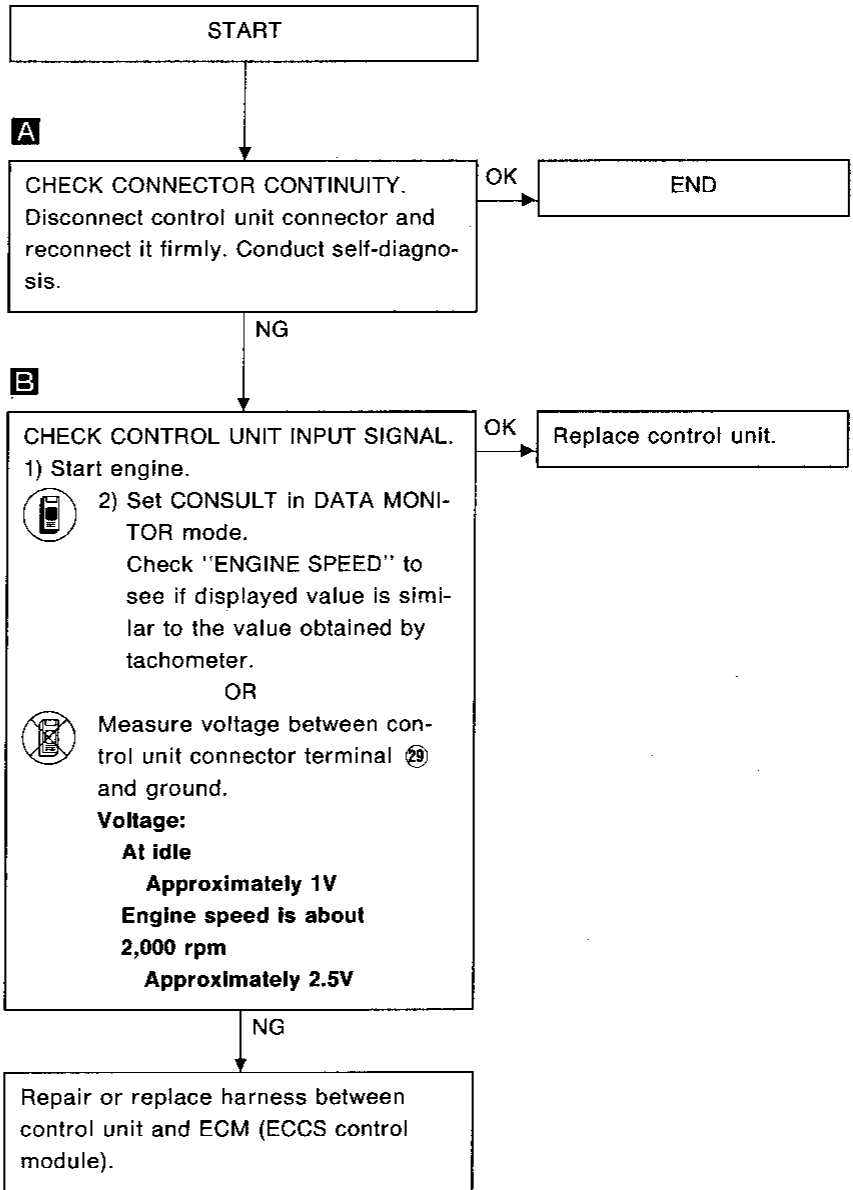 START
A
CHECK CONNECTOR CONTINUITY.
Disconnect control unit connector and
reconnect it firmly. Conduct self-diagno-
sis.
OK
END
NG
B
CHECK CONTROL UNIT INPUT SIGNAL.
1) Start engine.
2) Set CONSULT in DATA MONI-
TOR mode.
Check "ENGINE SPEED" to
see if displayed value is simi-
lar to the value obtained by
tachometer.
OR
Measure voltage between con-
trol unit connector terminal ㉙
and ground.
Voltage:
At idle
Approximately 1V
Engine speed is about
2,000 rpm
Approximately 2.5V
OK
Replace control unit.
NG
Repair or replace harness between
control unit and ECM (ECCS control
module).